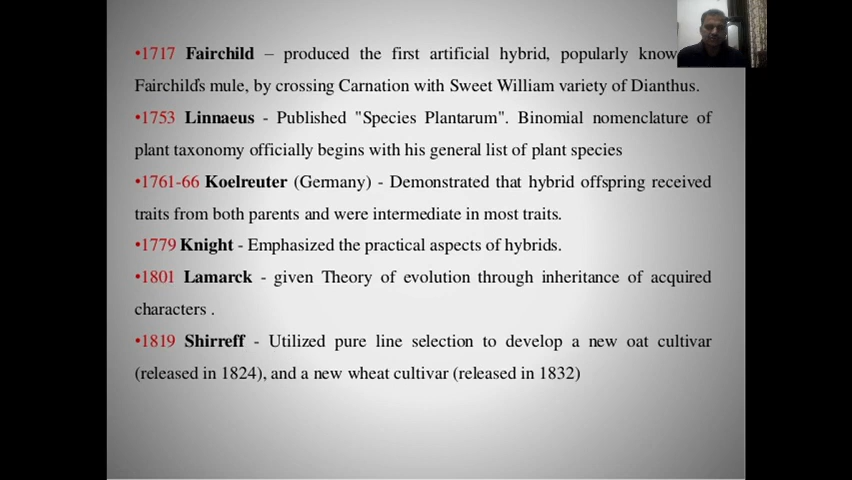 •1717 Fairchild – produced the first artificial hybrid, popularly know
Fairchild's mule, by crossing Carnation with Sweet William variety of Dianthus.
•1753 Linnaeus - Published "Species Plantarum". Binomial nomenclature of
plant taxonomy officially begins with his general list of plant species
•1761-66 Koelreuter (Germany) - Demonstrated that hybrid offspring received
traits from both parents and were intermediate in most traits.
•1779 Knight - Emphasized the practical aspects of hybrids.
•1801 Lamarck - given Theory of evolution through inheritance of acquired
characters .
•1819 Shirreff - Utilized pure line selection to develop a new oat cultivar
(released in 1824), and a new wheat cultivar (released in 1832)